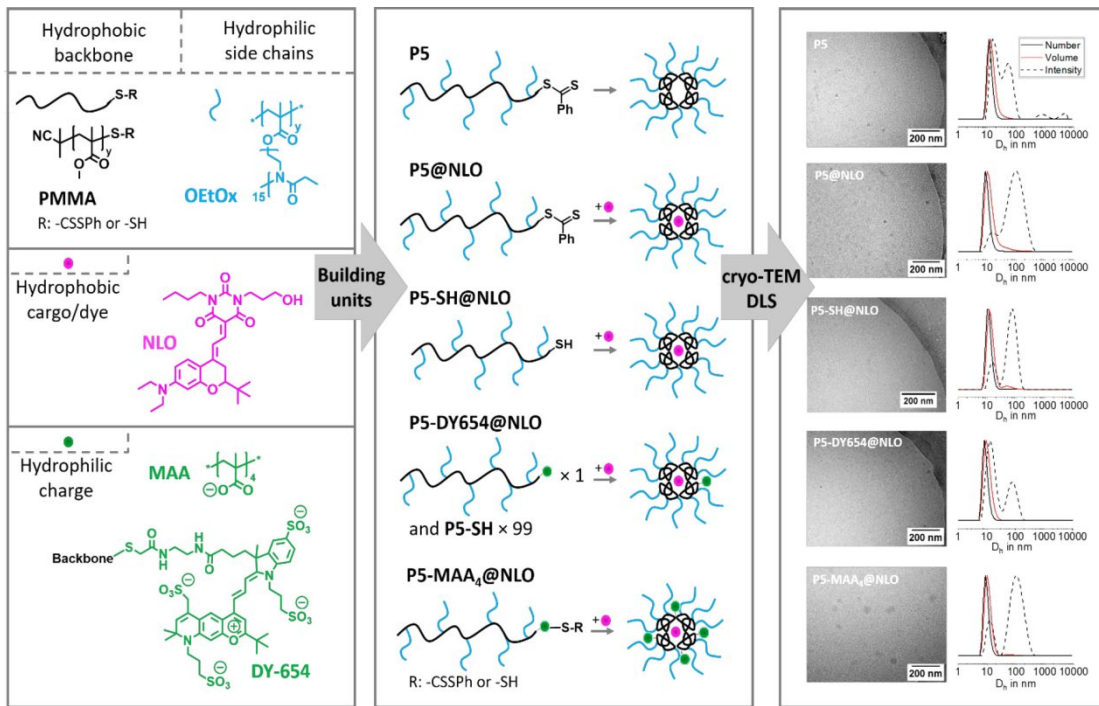 Hydrophobic
backbone
Hydrophilic
side chains
S-R
NC
S-R
y
O
O
PMMA
R: -CSSPh or -SH
*
*
y
O
O
N
15
O
OEtOx
Hydrophobic
cargo/dye
NLO
O
N
N
OH
O
O
O
N
Hydrophilic
charge
MAA
*
*
4
⊖
O
O
Backbone
S
O
H
N
N
H
O
SO₃
⊖
N
SO₃
⊖
⊖
SO₃
N
O
⊕
SO₃
⊖
DY-654
Building
units
P5
S
S
Ph
P5@NLO
S
S
Ph
+
P5-SH@NLO
SH
+
P5-DY654@NLO
× 1
+
and P5-SH × 99
P5-MAA₄@NLO
S-R
+
R: -CSSPh or -SH
cryo-TEM
DLS
P5
200 nm
Number
Volume
Intensity
1 10 100 1000 10000
Dₕ in nm
P5@NLO
200 nm
1 10 100 1000 10000
Dₕ in nm
P5-SH@NLO
200 nm
1 10 100 1000 10000
Dₕ in nm
P5-DY654@NLO
200 nm
1 10 100 1000 10000
Dₕ in nm
P5-MAA₄@NLO
200 nm
1 10 100 1000 10000
Dₕ in nm